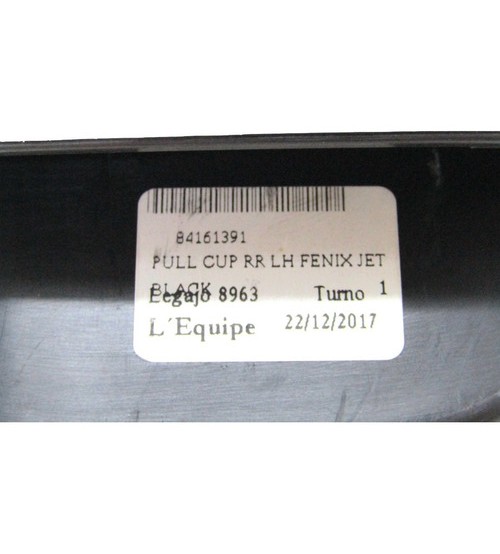 84161391
PULL CUP RR LH FENIX JET
BLACK
Legajo 8963 Turno 1
L´Equipe 22/12/2017